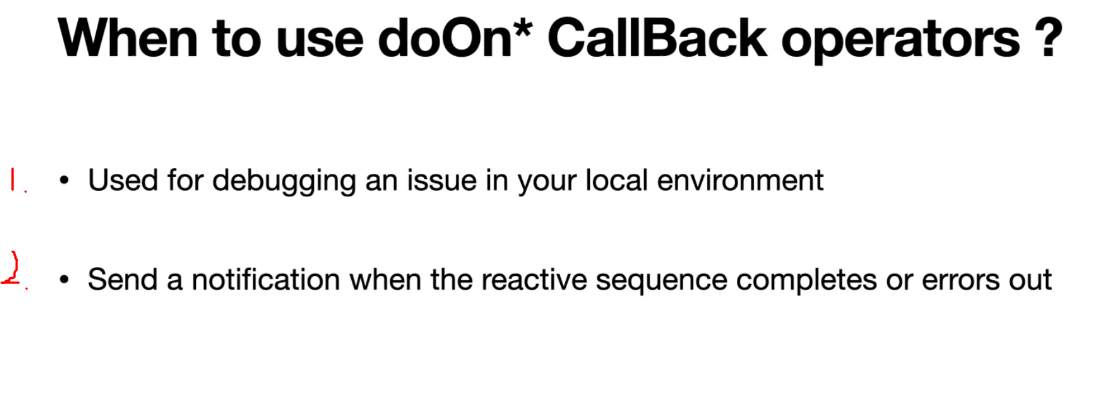 When to use doOn* CallBack operators ?
1. • Used for debugging an issue in your local environment
2. • Send a notification when the reactive sequence completes or errors out